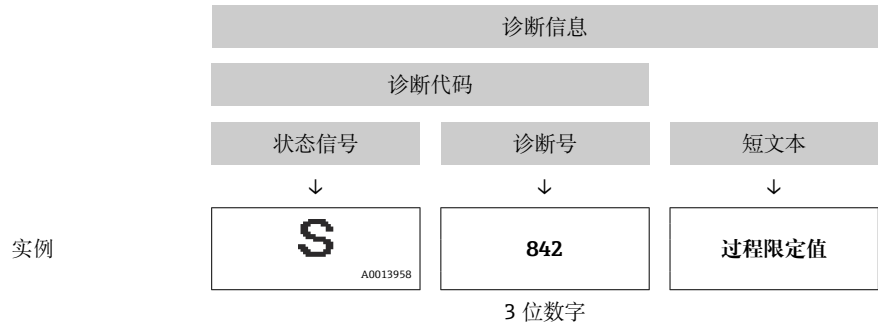 诊断信息
诊断代码
状态信号 诊断号 短文本
↓ ↓ ↓
实例 S 842 过程限定值
A0013958
3 位数字